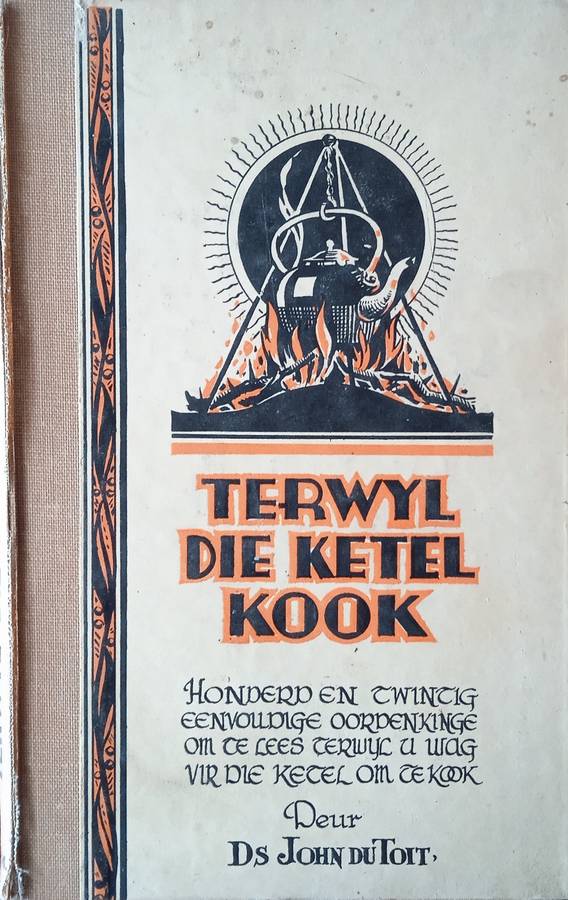 TERWYL
DIE KETEL
KOOK
HONDERD EN TWINTIG
EENVOUDIGE OORDENKINGE
OM TE LEES TERWYL U WAG
VIR DIE KETEL OM TE KOOK
Deur
DS JOHN DU TOIT,